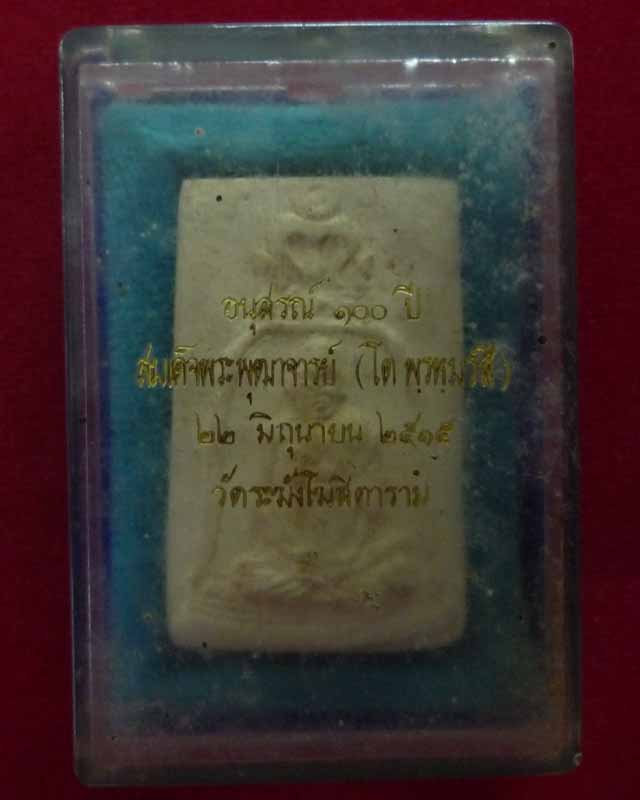 อนุสรณ์ ๑๐๐ ปี
สมเด็จพระพุฒาจารย์ (โต พฺรหฺมรํสี)
๒๒ มิถุนายน ๒๕๑๕
วัดระฆังโฆสิตาราม